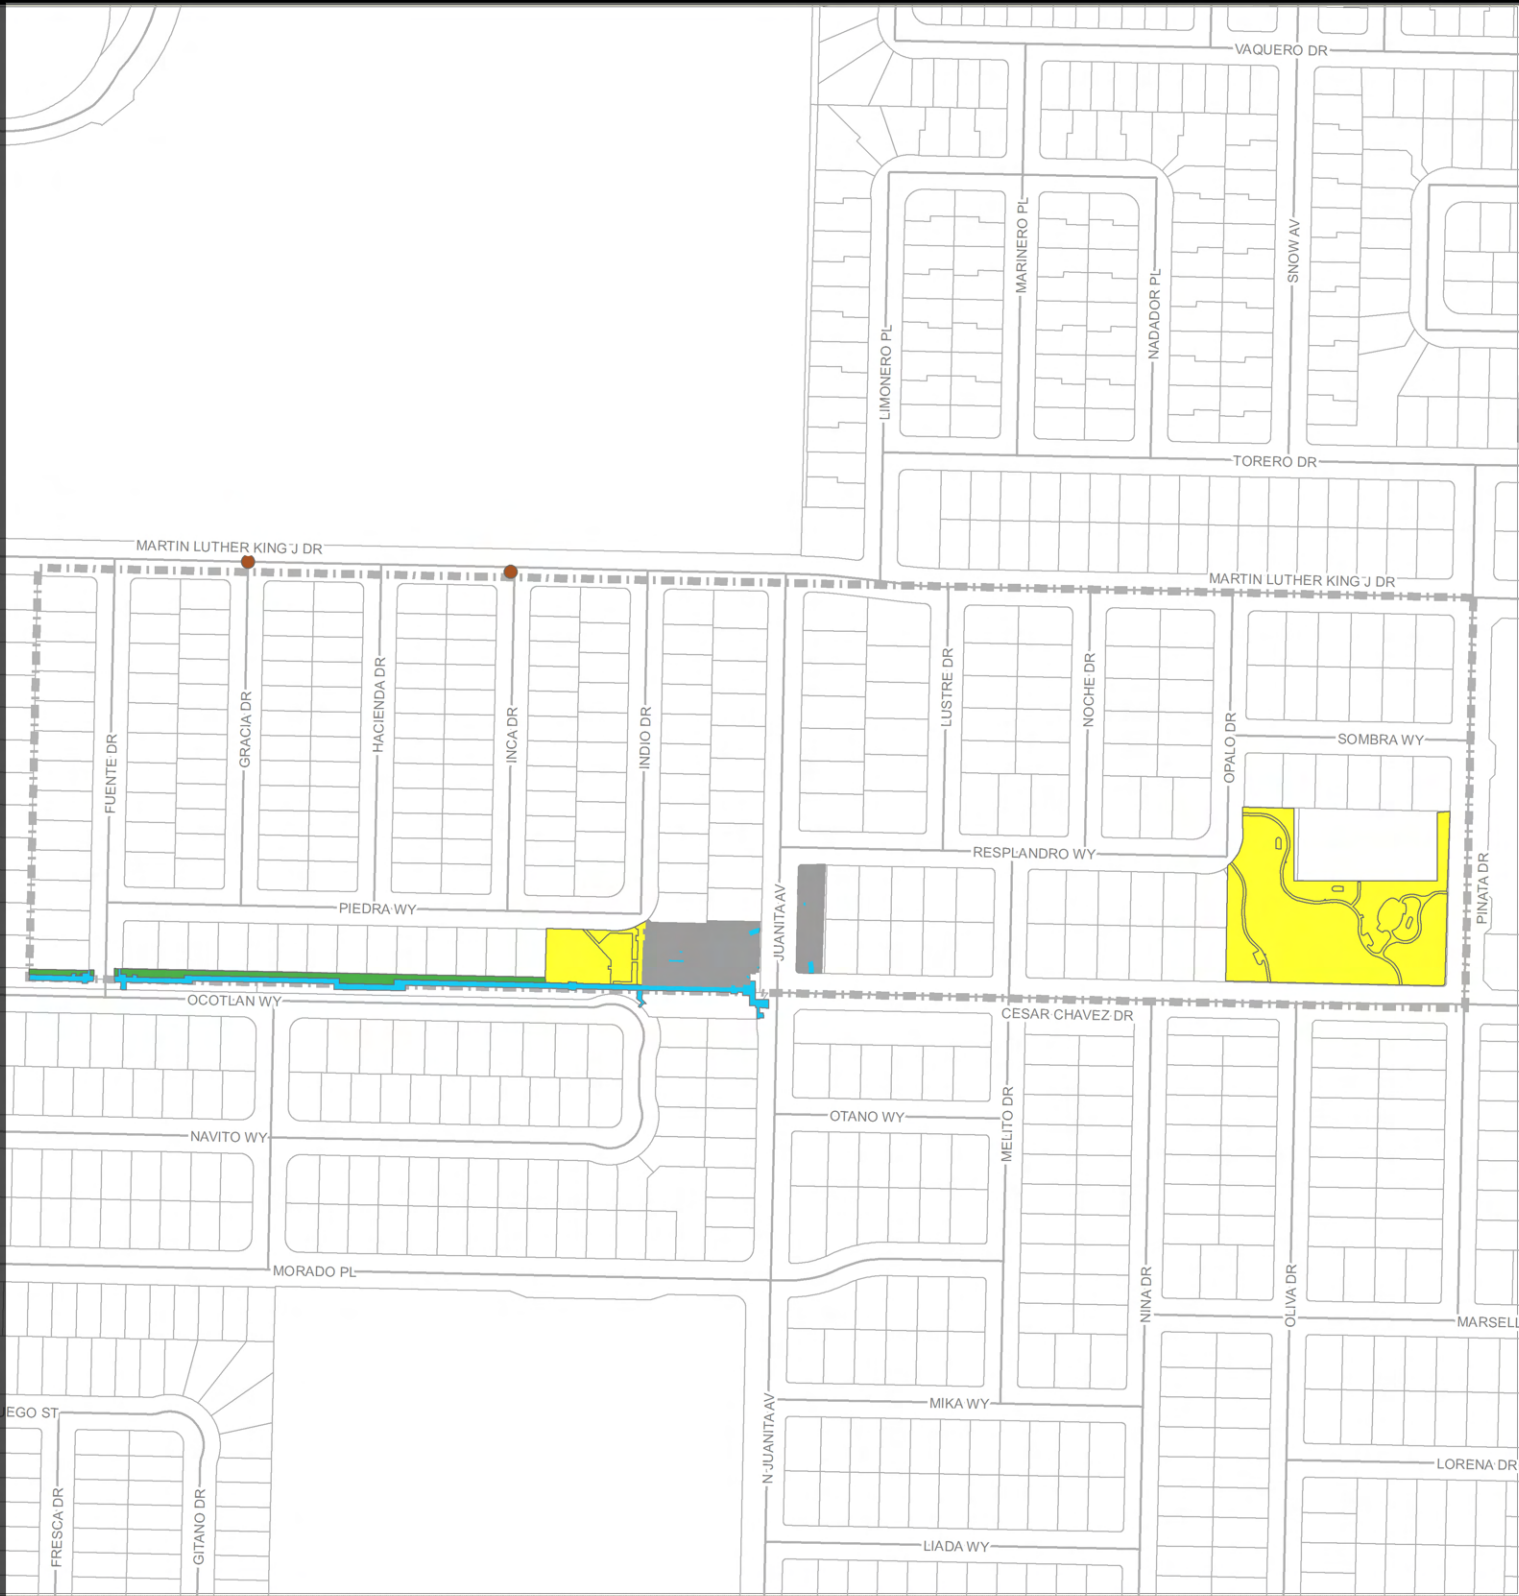 VAQUERO DR
MARINERO PL
SNOW AV
NADADOR PL
LIMONERO PL
TORERO DR
MARTIN LUTHER KING J DR
MARTIN LUTHER KING J DR
FUENTE DR
GRACIA DR
HACIENDA DR
INCA DR
INDIO DR
LUSTRE DR
NOCHE DR
OPALO DR
SOMBRA WY
RESPLANDRO WY
PINATA DR
PIEDRA WY
JUANITA AV
OCOTLAN WY
CESAR CHAVEZ DR
OTANO WY
MELITO DR
NAVITO WY
MORADO PL
NINA DR
OLIVA DR
MARSELL
MIKA WY
JEGO ST
N JUANITA AV
LORENA DR
FRESCA DR
GITANO DR
LIADA WY